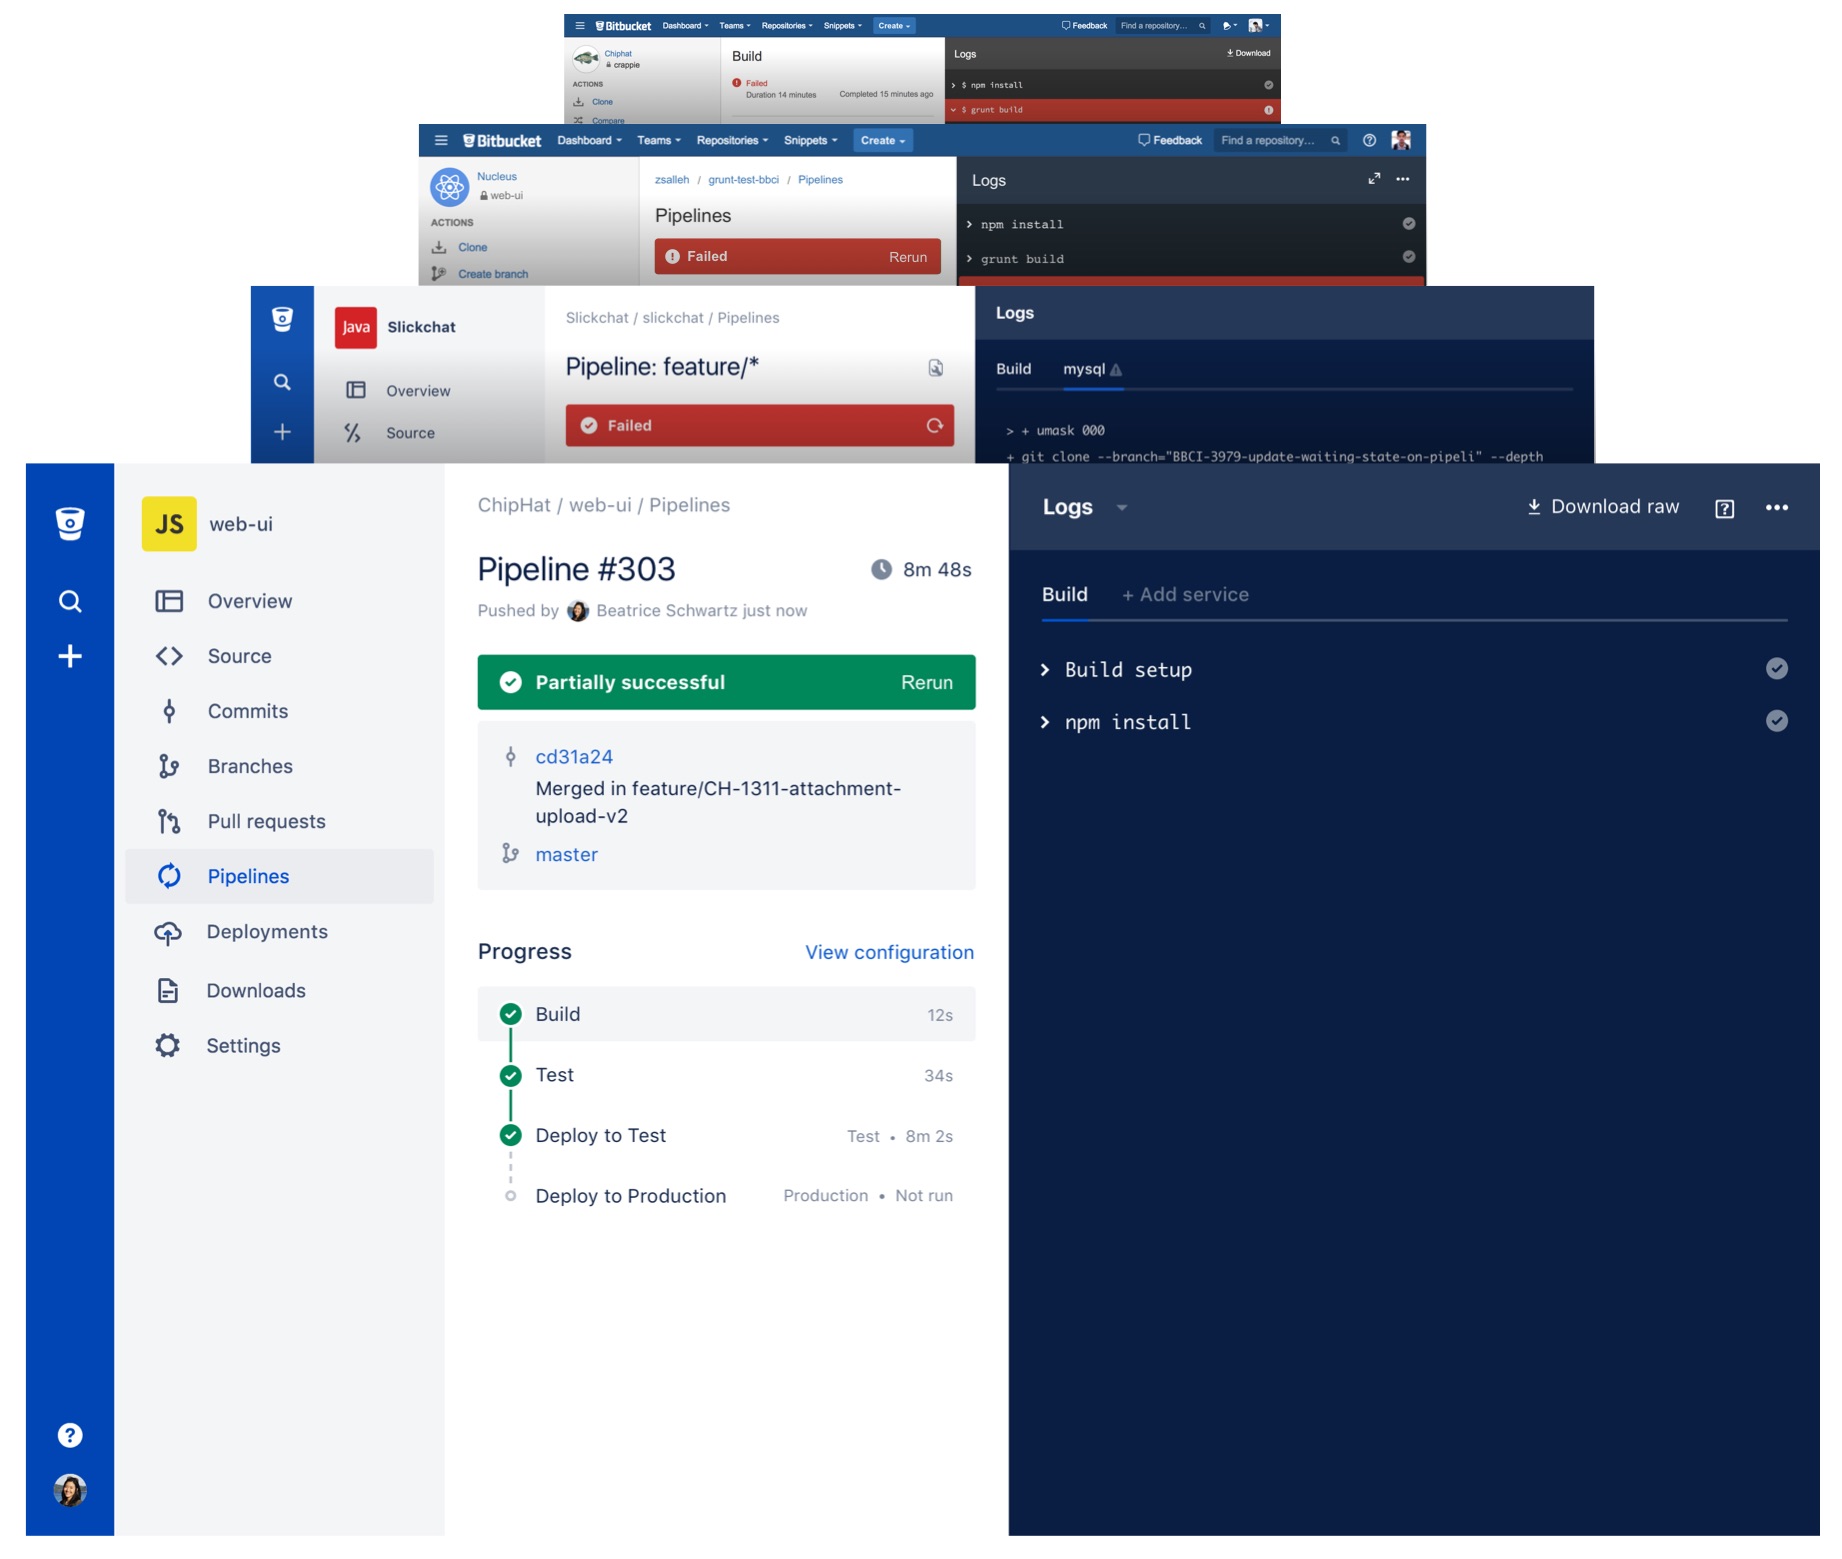 Bitbucket Dashboard Teams Repositories Snippets Create Feedback Find a repository...
Chiphat
crappie
ACTIONS
Clone
Compare
Build
Failed
Duration 14 minutes Completed 15 minutes ago
Logs Download
$ npm install
$ grunt build
Bitbucket Dashboard Teams Repositories Snippets Create Feedback Find a repository...
Nucleus
web-ui
ACTIONS
Clone
Create branch
zsalleh / grunt-test-bbci / Pipelines
Pipelines
Failed Rerun
Logs
> npm install
> grunt build
Java Slickchat
Overview
Source
Slickchat / slickchat / Pipelines
Pipeline: feature/*
Failed
Logs
Build mysql
> + umask 000
+ git clone --branch="BBCI-3979-update-waiting-state-on-pipeli" --depth
JS web-ui
Overview
Source
Commits
Branches
Pull requests
Pipelines
Deployments
Downloads
Settings
ChipHat / web-ui / Pipelines
Pipeline #303 8m 48s
Pushed by Beatrice Schwartz just now
Partially successful Rerun
cd31a24
Merged in feature/CH-1311-attachment-
upload-v2
master
Progress View configuration
Build 12s
Test 34s
Deploy to Test Test • 8m 2s
Deploy to Production Production • Not run
Logs Download raw
Build + Add service
> Build setup
> npm install